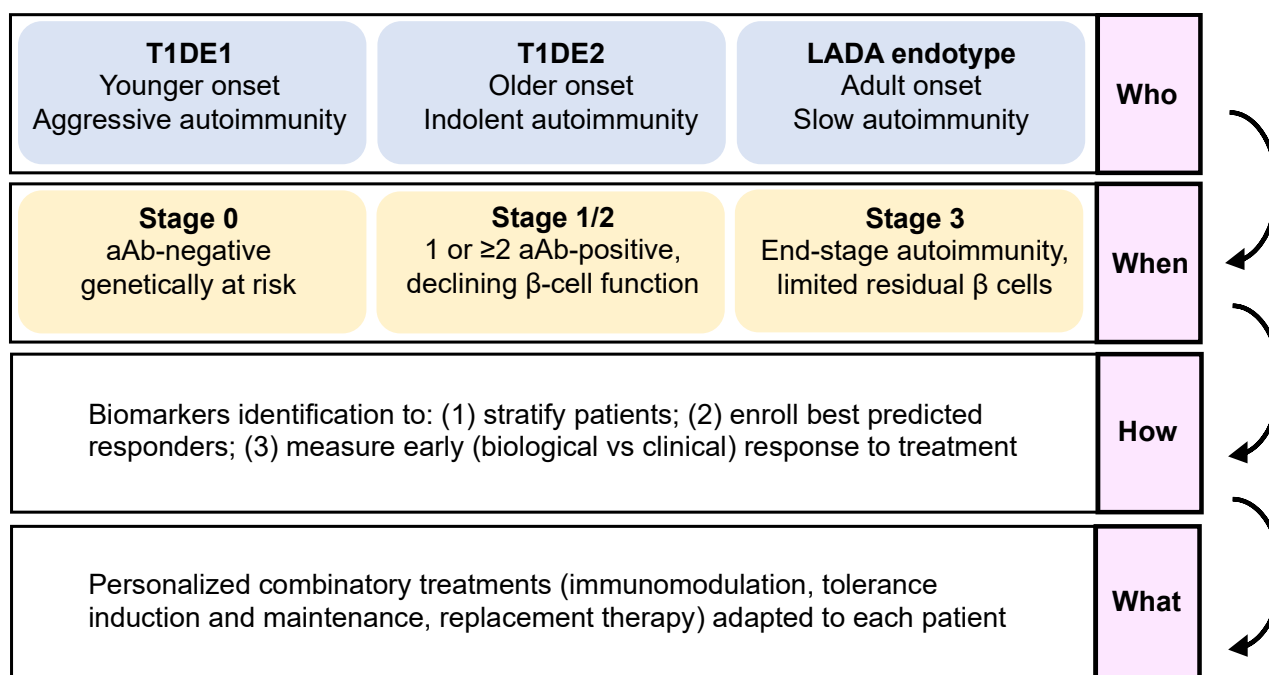 T1DE1
Younger onset
Aggressive autoimmunity
T1DE2
Older onset
Indolent autoimmunity
LADA endotype
Adult onset
Slow autoimmunity
Who
Stage 0
aAb-negative
genetically at risk
Stage 1/2
1 or ≥2 aAb-positive,
declining β-cell function
Stage 3
End-stage autoimmunity,
limited residual β cells
When
Biomarkers identification to: (1) stratify patients; (2) enroll best predicted
responders; (3) measure early (biological vs clinical) response to treatment
How
Personalized combinatory treatments (immunomodulation, tolerance
induction and maintenance, replacement therapy) adapted to each patient
What